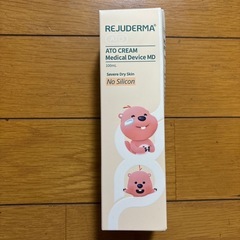 REJUDERMA
ATO CREAM
Medical Device MD
100mL
Severe Dry Skin
No Silicon